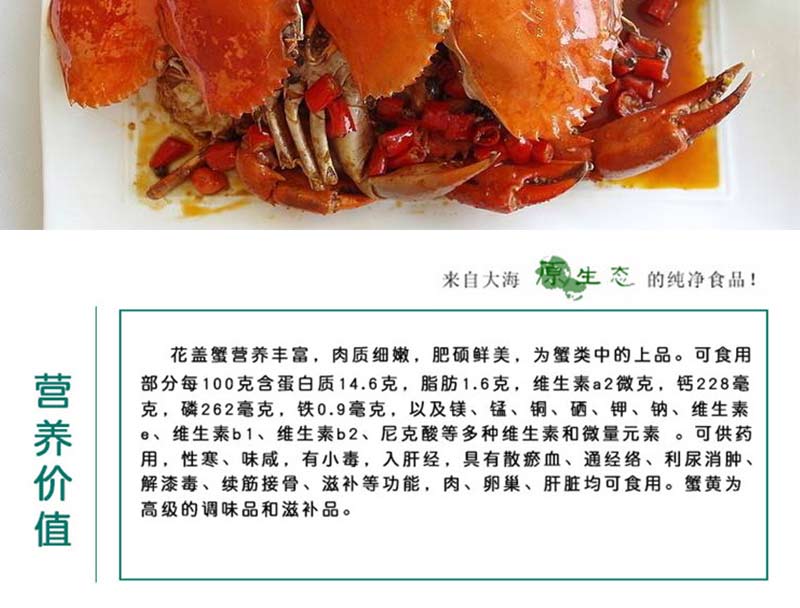 来自大海 原生态 的纯净食品！
营养价值
花盖蟹营养丰富，肉质细嫩，肥硕鲜美，为蟹类中的上品。可食用
部分每100克含蛋白质14.6克，脂肪1.6克，维生素a2微克，钙228毫
克，磷262毫克，铁0.9毫克，以及镁、锰、铜、硒、钾、钠、维生素
e、维生素b1、维生素b2、尼克酸等多种维生素和微量元素 。可供药
用，性寒、味咸，有小毒，入肝经，具有散瘀血、通经络、利尿消肿、
解漆毒、续筋接骨、滋补等功能，肉、卵巢、肝脏均可食用。蟹黄为
高级的调味品和滋补品。